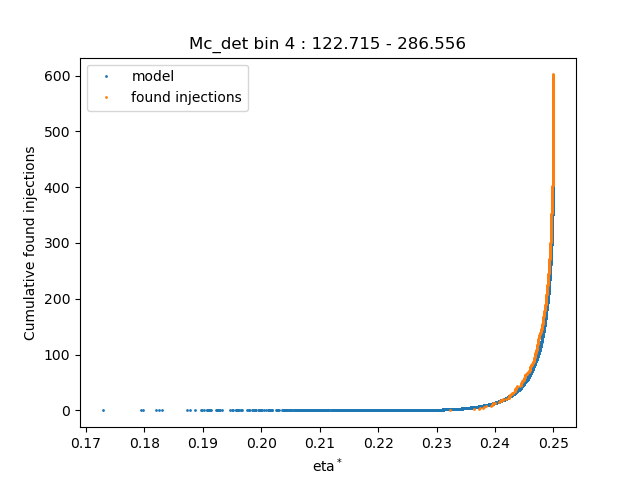 Mc_det bin 4 : 122.715 - 286.556
model
found injections
Cumulative found injections
600
500
400
300
200
100
0
0.17 0.18 0.19 0.20 0.21 0.22 0.23 0.24 0.25
eta*